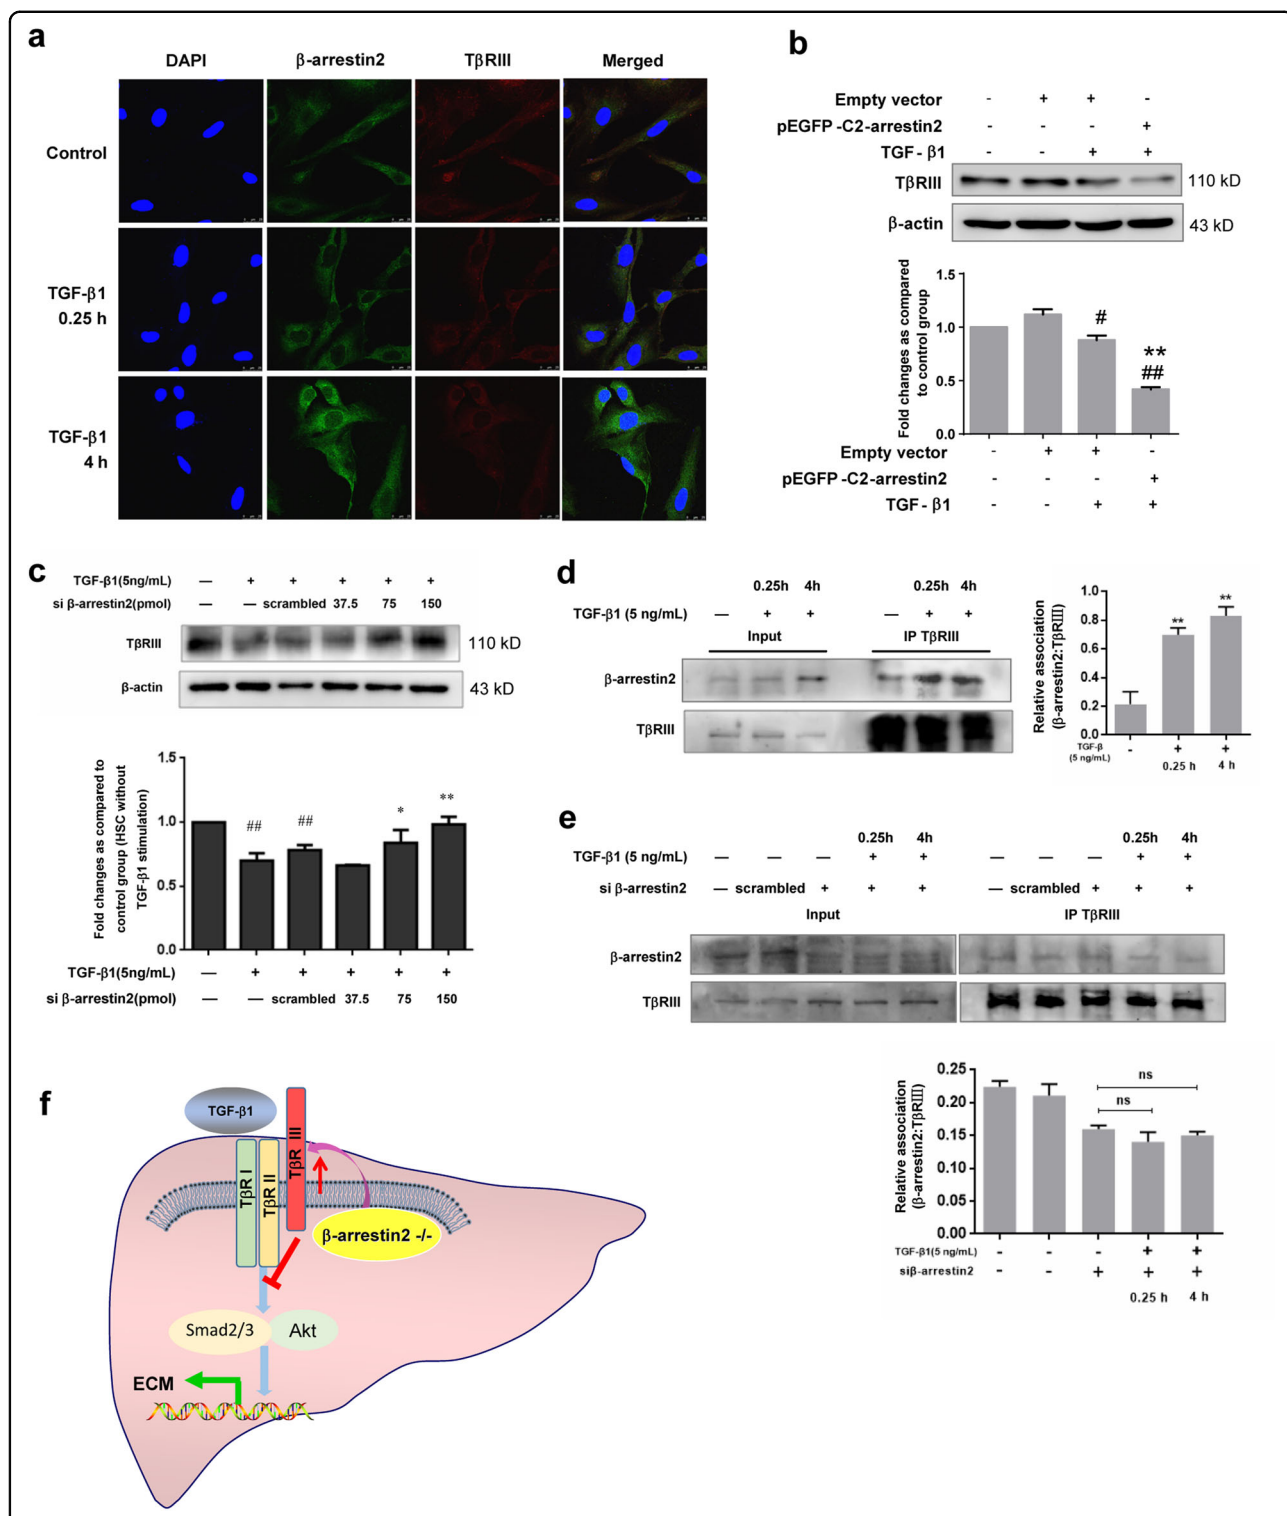 a
DAPI β-arrestin2 TβRIII Merged
Control
TGF-β1
0.25 h
TGF-β1
4 h
b
Empty vector - + + -
pEGFP -C2-arrestin2 - - - +
TGF - β1 - - + +
TβRIII 110 kD
β-actin 43 kD
Fold changes as compared
to control group
1.5
1.0
0.5
0.0
#
**
##
Empty vector - + + -
pEGFP -C2-arrestin2 - - - +
TGF - β1 - - + +
c
TGF-β1(5ng/mL) — + + + + +
si β-arrestin2(pmol) — — scrambled 37.5 75 150
TβRIII 110 kD
β-actin 43 kD
Fold changes as compared to
control group (HSC without
TGF-β1 stimulation)
1.5
1.0
0.5
0.0
## ## * **
TGF-β1(5ng/mL) — + + + + +
si β-arrestin2(pmol) — — scrambled 37.5 75 150
d
0.25h 4h 0.25h 4h
TGF-β1 (5 ng/mL) — + + — + +
Input IP TβRIII
β-arrestin2
TβRIII
Relative association
(β-arrestin2:TβRIII)
1.0
0.8
0.6
0.4
0.2
0.0
** **
TGF-β
(5 ng/mL) - + +
0.25 h 4 h
e
0.25h 4h 0.25h 4h
TGF-β1 (5 ng/mL) — — — + + — — — + +
si β-arrestin2 — scrambled + + + — scrambled + + +
Input IP TβRIII
β-arrestin2
TβRIII
Relative association
(β-arrestin2:TβRIII)
0.25
0.20
0.15
0.10
0.05
0.00
ns
ns
TGF-β1(5 ng/mL) - - - + +
siβ-arrestin2 - - + + +
0.25 h 4 h
f
TGF-β1
TβR I
TβR II
TβR III
β-arrestin2 -/-
Smad2/3 Akt
ECM